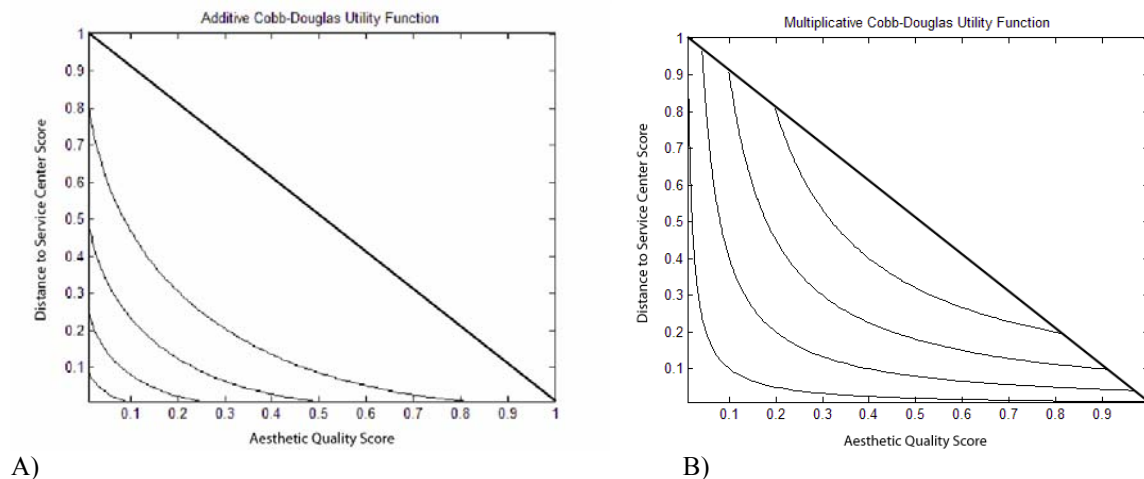 Additive Cobb-Douglas Utility Function
1
0.9
0.8
0.7
0.6
0.5
0.4
0.3
0.2
0.1
Distance to Service Center Score
0.1 0.2 0.3 0.4 0.5 0.6 0.7 0.8 0.9 1
Aesthetic Quality Score
A)
Multiplicative Cobb-Douglas Utility Function
1
0.9
0.8
0.7
0.6
0.5
0.4
0.3
0.2
0.1
Distance to Service Center Score
0.1 0.2 0.3 0.4 0.5 0.6 0.7 0.8 0.9
Aesthetic Quality Score
B)